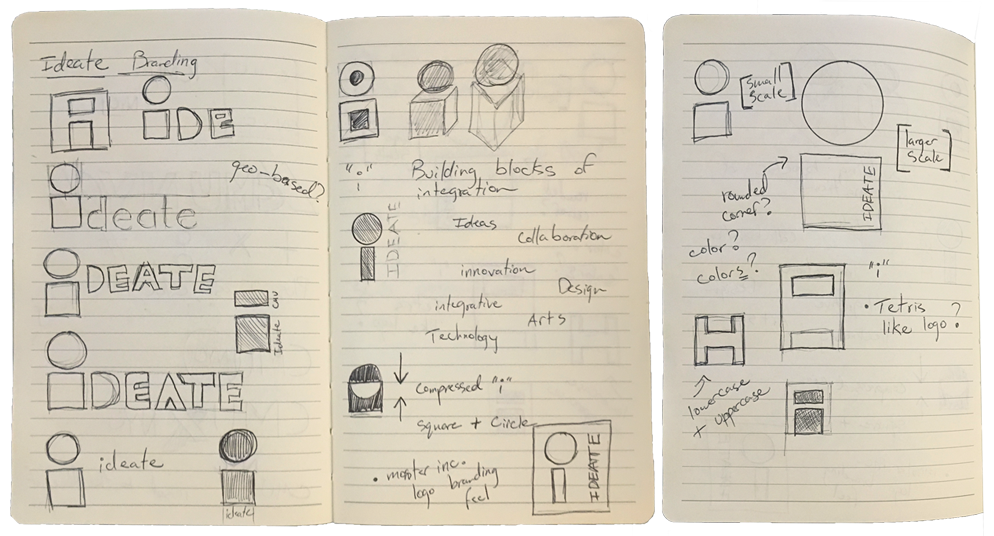 Ideate Branding
IDE
geo-based?
ideate
iDEATE
CMU
Ideate
iDEATE
ideate
ideate
"i"
Building blocks of
integration
IDEATE
Ideas
Collaboration
innovation
Design
integrative
Arts
Technology
Compressed "i"
Square + Circle
• monster inc.
logo branding
feel
IDEATE
[small
scale]
[larger
scale]
rounded
corner?
IDEATE
color?
colors?
"i"
• Tetris
like logo?
lowercase
+ uppercase